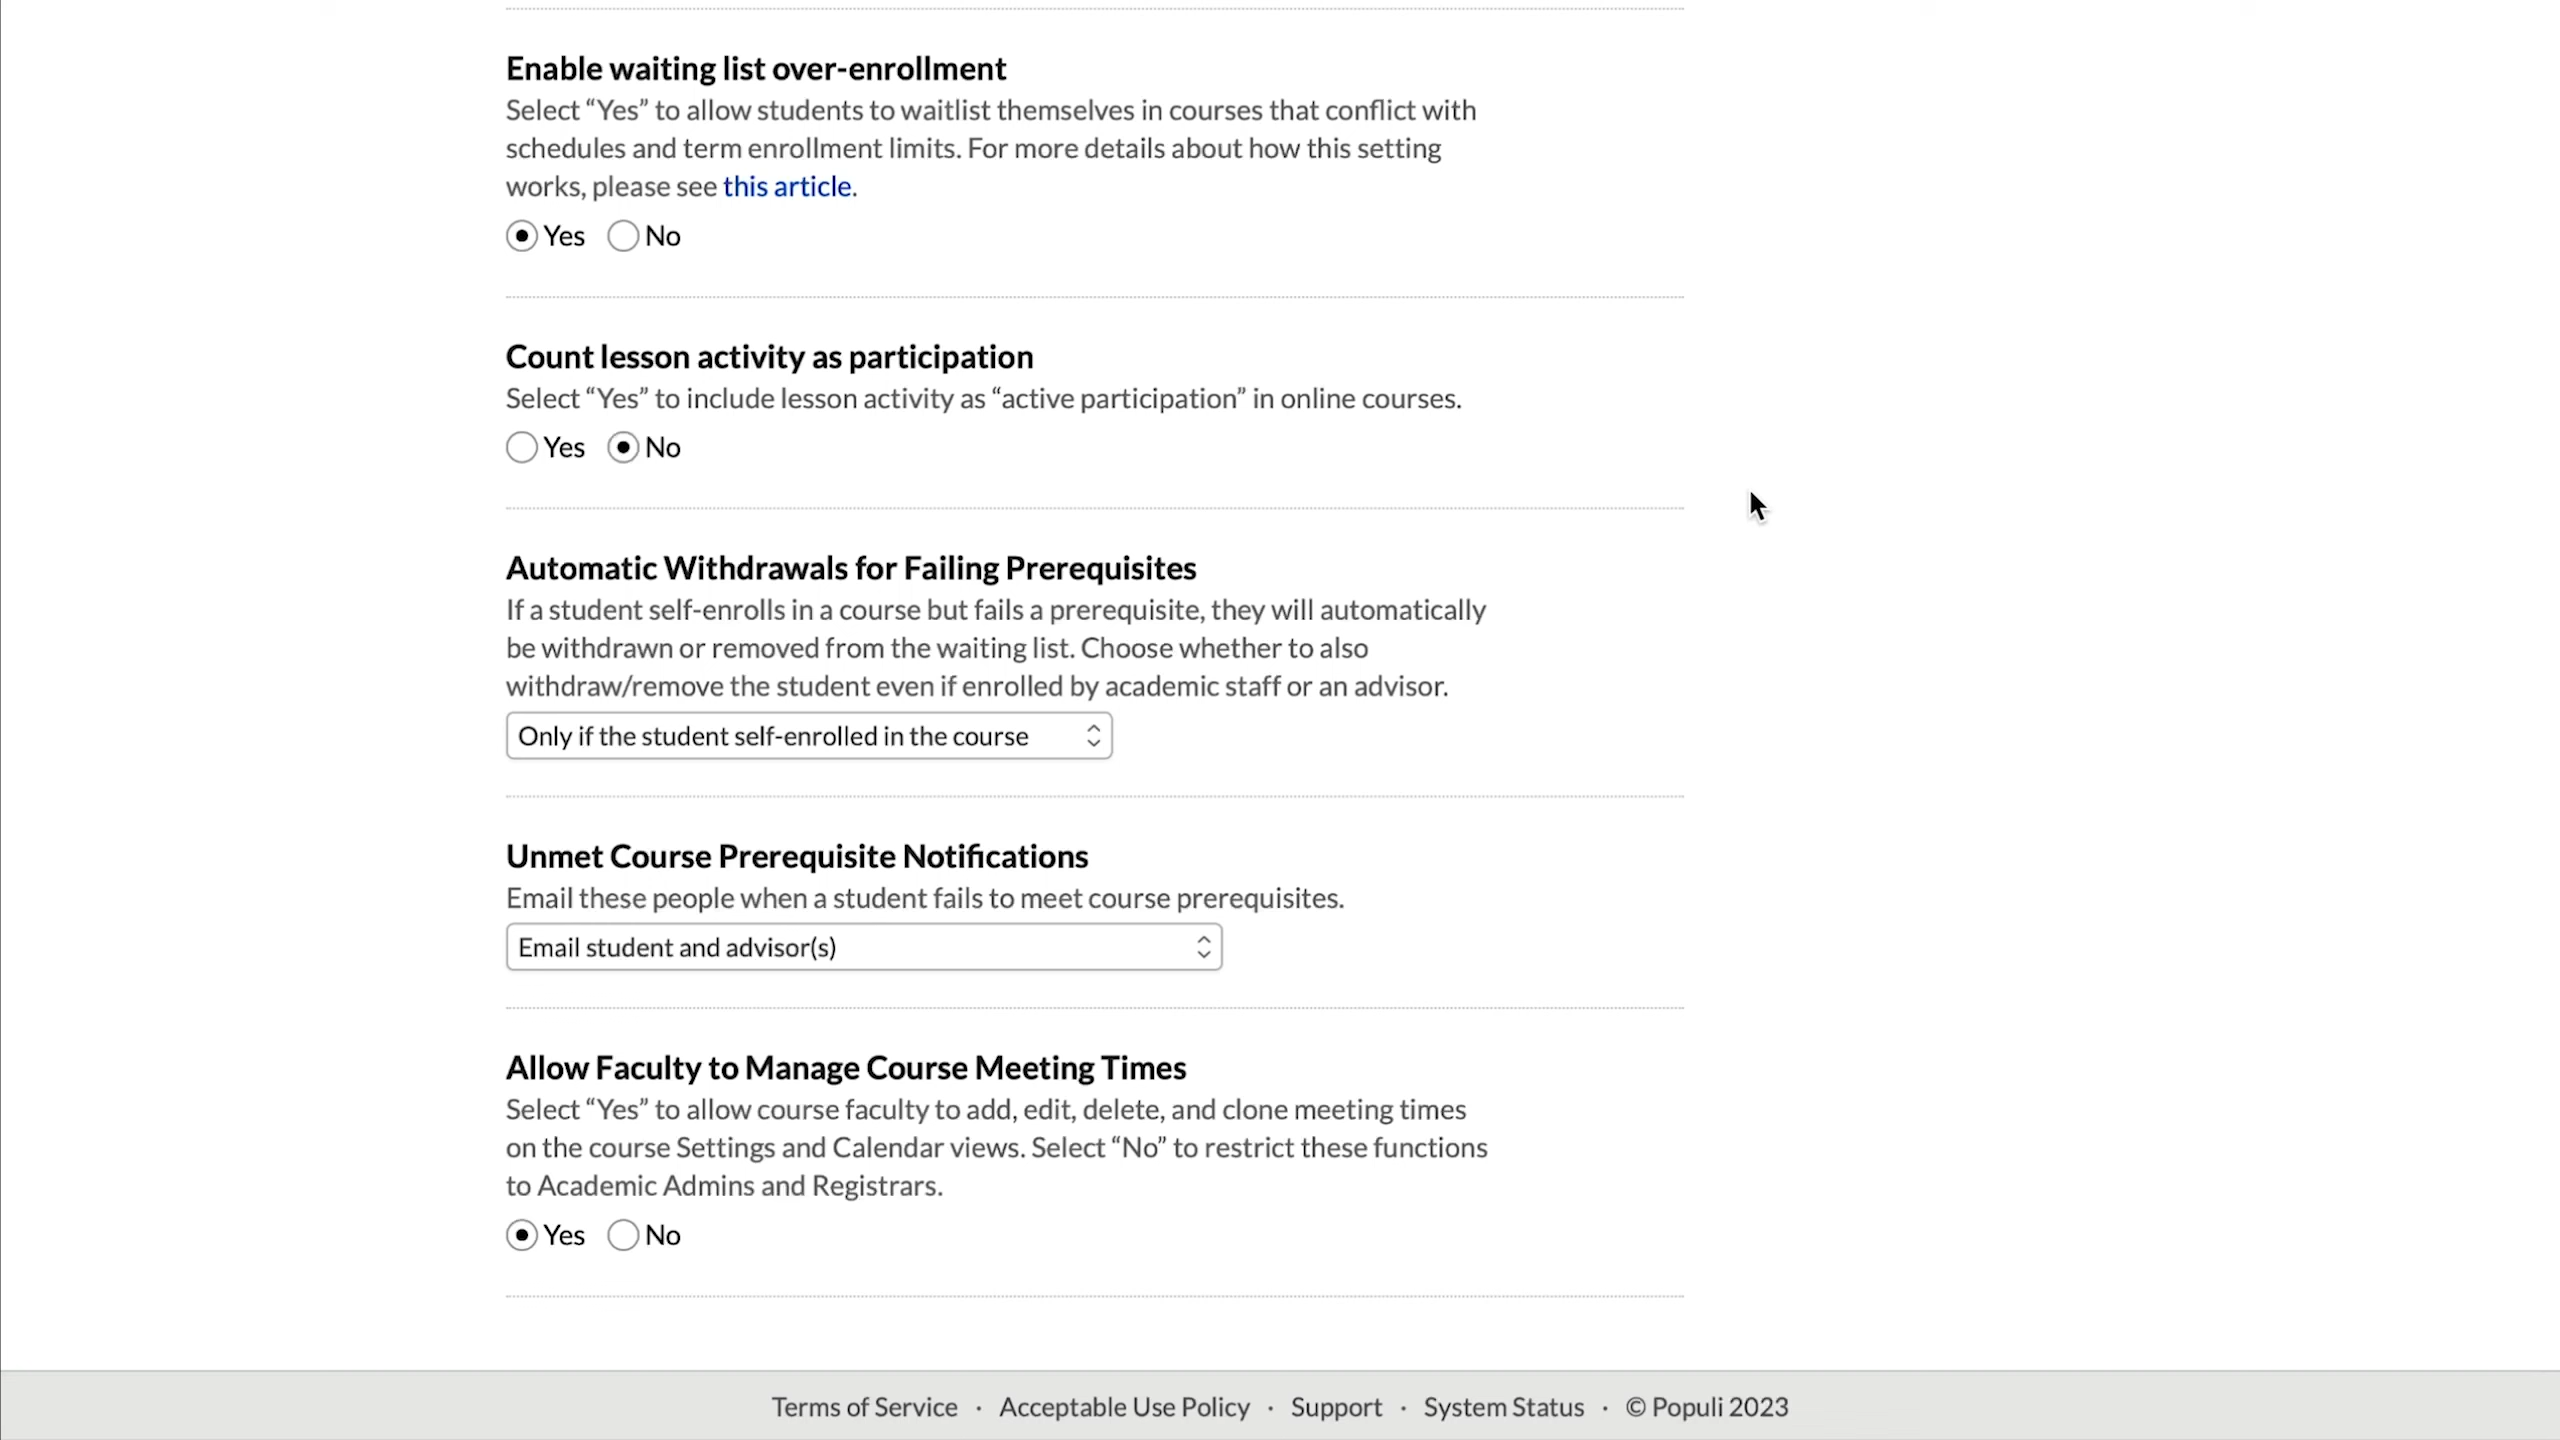 Enable waiting list over-enrollment
Select “Yes” to allow students to waitlist themselves in courses that conflict with
schedules and term enrollment limits. For more details about how this setting
works, please see this article.
Yes No
Count lesson activity as participation
Select “Yes” to include lesson activity as “active participation” in online courses.
Yes No
Automatic Withdrawals for Failing Prerequisites
If a student self-enrolls in a course but fails a prerequisite, they will automatically
be withdrawn or removed from the waiting list. Choose whether to also
withdraw/remove the student even if enrolled by academic staff or an advisor.
Only if the student self-enrolled in the course
Unmet Course Prerequisite Notifications
Email these people when a student fails to meet course prerequisites.
Email student and advisor(s)
Allow Faculty to Manage Course Meeting Times
Select “Yes” to allow course faculty to add, edit, delete, and clone meeting times
on the course Settings and Calendar views. Select “No” to restrict these functions
to Academic Admins and Registrars.
Yes No
Terms of Service · Acceptable Use Policy · Support · System Status · © Populi 2023